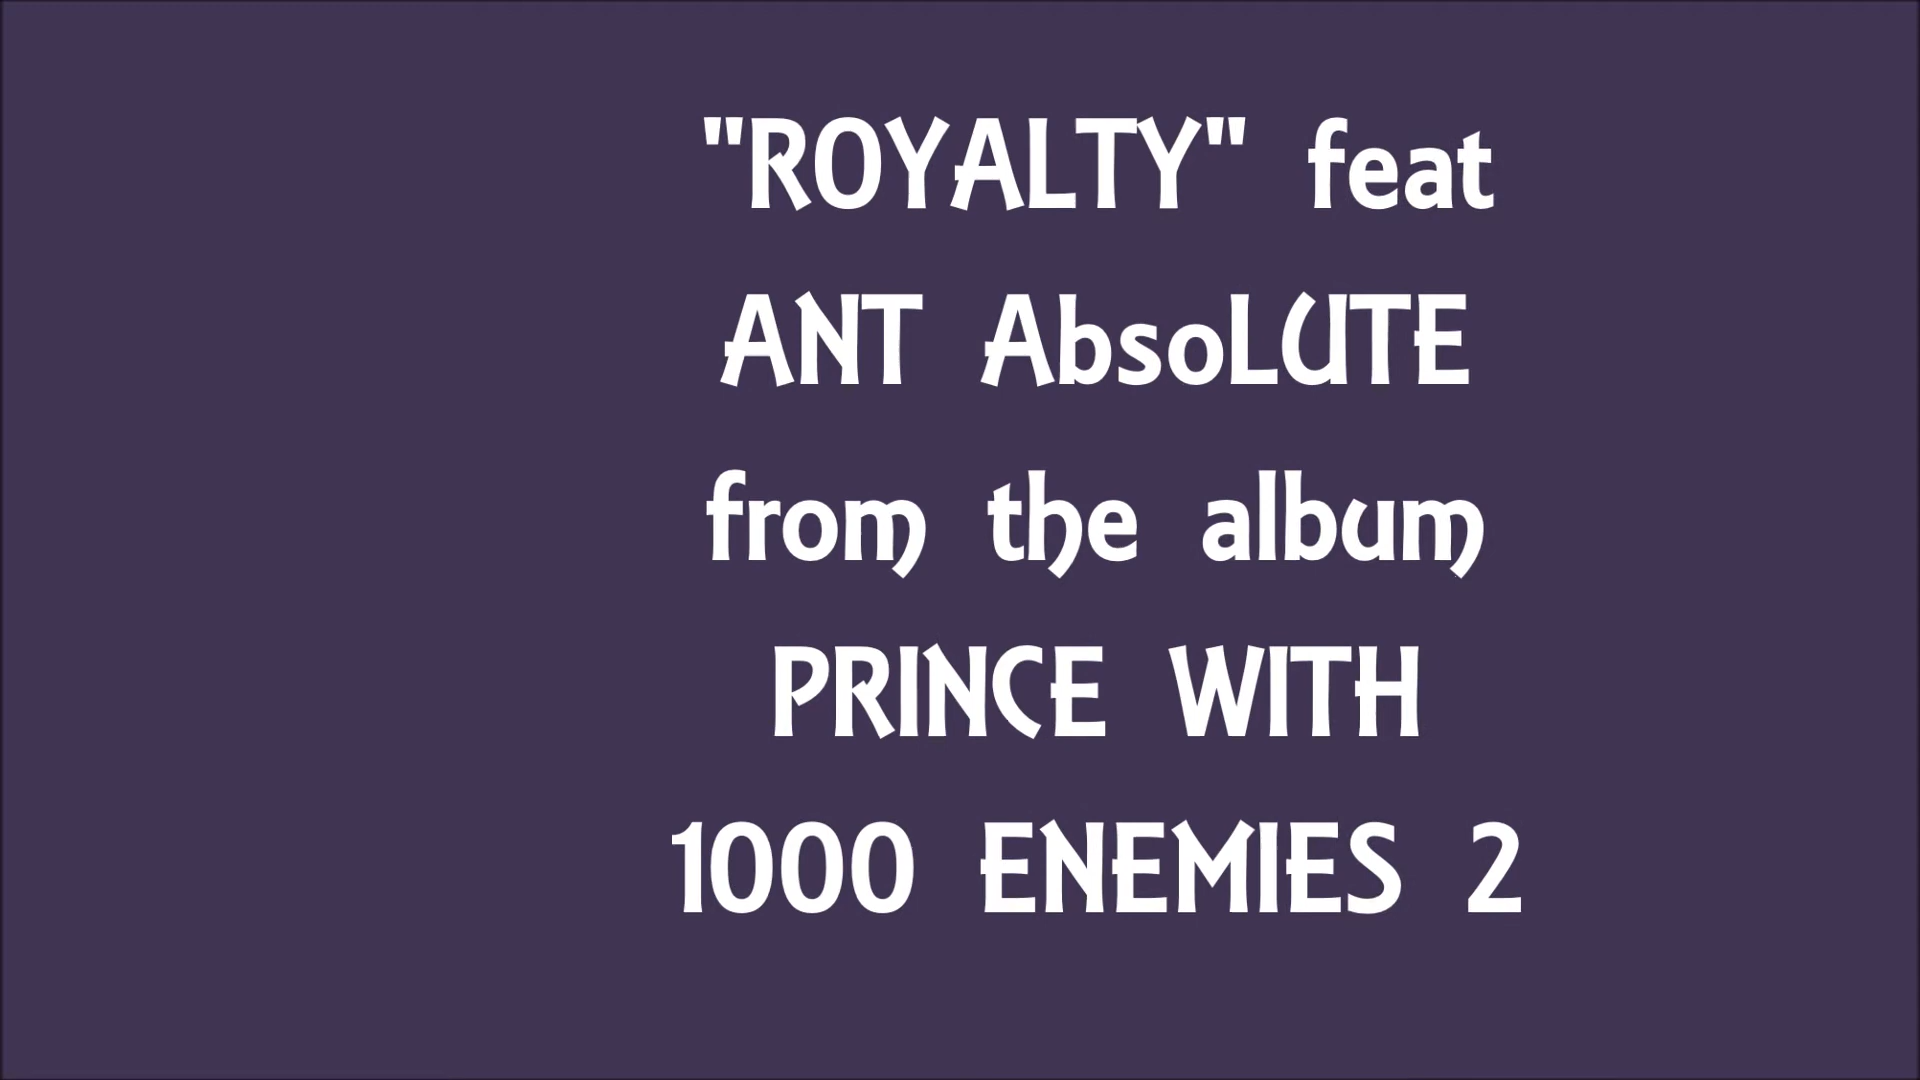 "ROYALTY" feat
ANT AbsoLUTE
from the album
PRINCE WITH
1000 ENEMIES 2